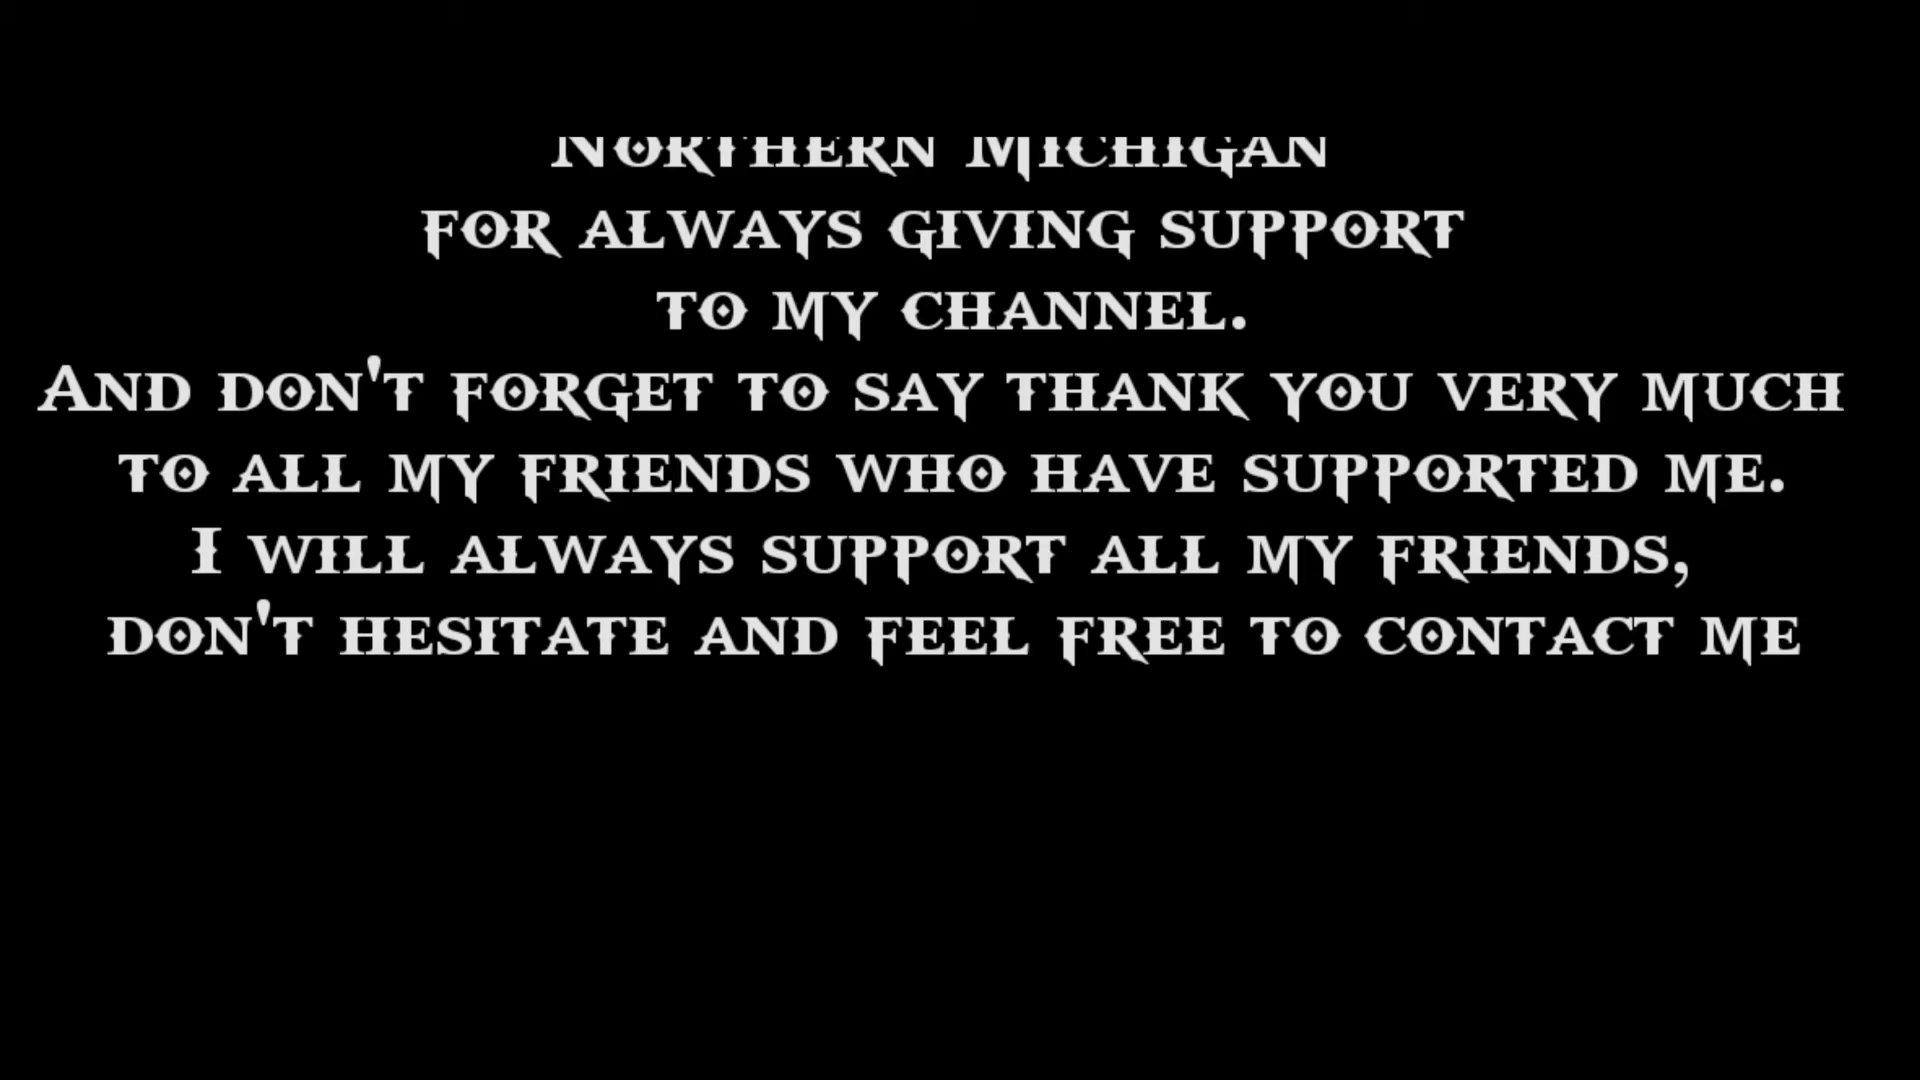 Northern Michigan
for always giving support
to my channel.
And don't forget to say thank you very much
to all my friends who have supported me.
I will always support all my friends,
don't hesitate and feel free to contact me